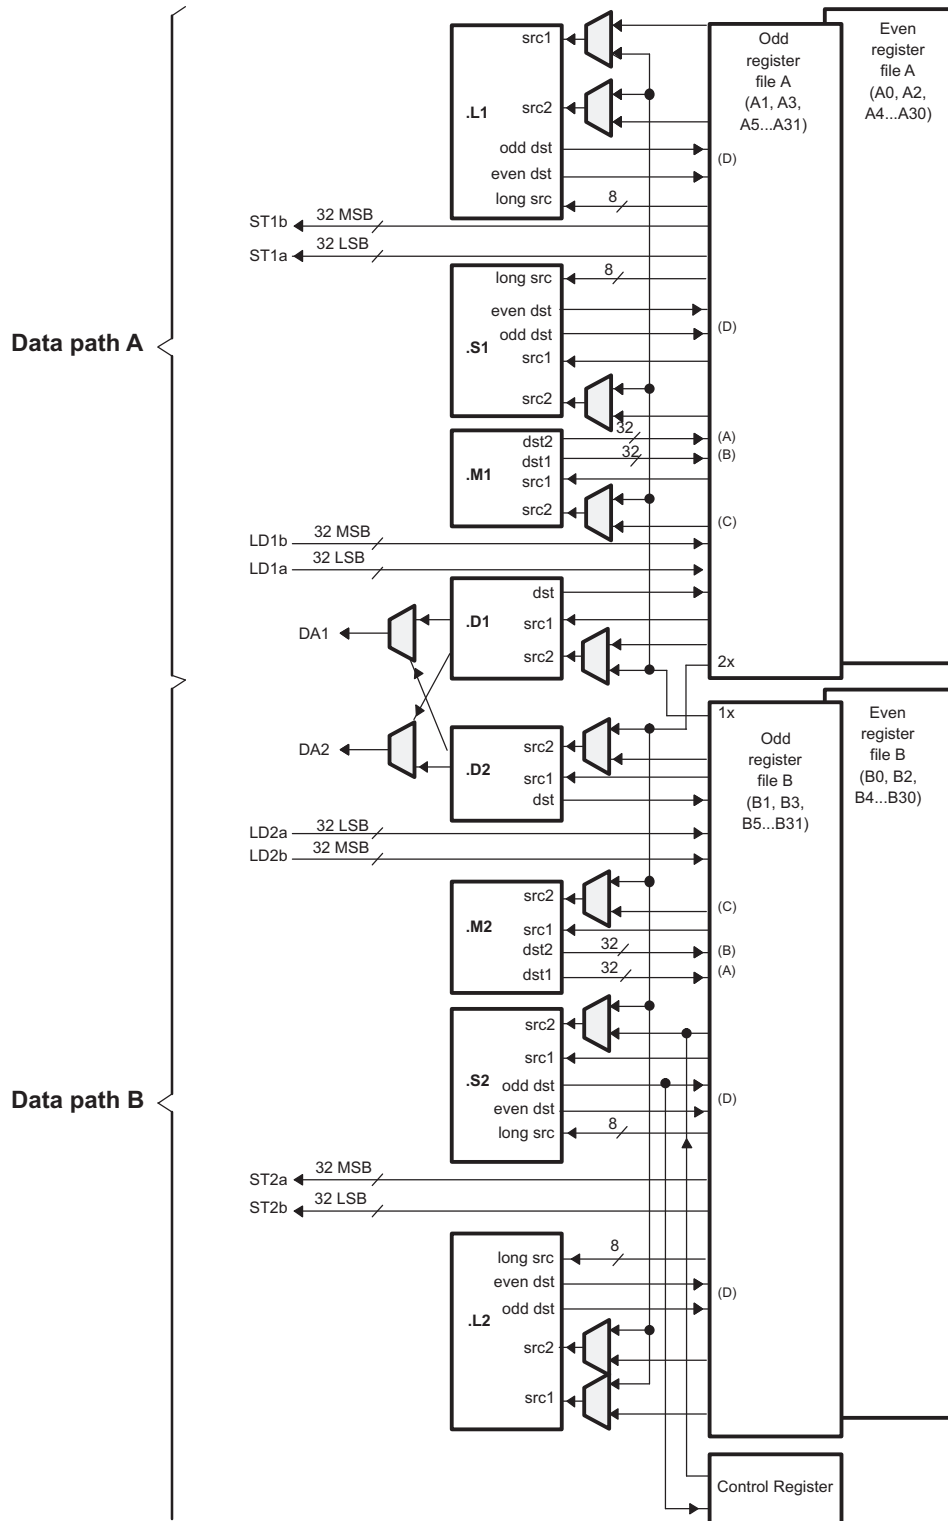 src1
Odd
register
file A
(A1, A3,
A5...A31)
Even
register
file A
(A0, A2,
A4...A30)
.L1
src2
odd dst
(D)
even dst
long src
8
ST1b
32 MSB
ST1a
32 LSB
long src
8
even dst
(D)
odd dst
Data path A
.S1
src1
src2
dst2
32
(A)
dst1
32
(B)
.M1
src1
src2
(C)
LD1b
32 MSB
LD1a
32 LSB
dst
.D1
src1
DA1
src2
2x
1x
Even
register
file B
(B0, B2,
B4...B30)
Odd
register
file B
(B1, B3,
B5...B31)
DA2
src2
.D2
src1
dst
LD2a
32 LSB
LD2b
32 MSB
src2
(C)
.M2
src1
dst2
32
(B)
dst1
32
(A)
src2
src1
.S2
odd dst
Data path B
even dst
(D)
long src
8
ST2a
32 MSB
ST2b
32 LSB
long src
8
even dst
(D)
odd dst
.L2
src2
src1
Control Register